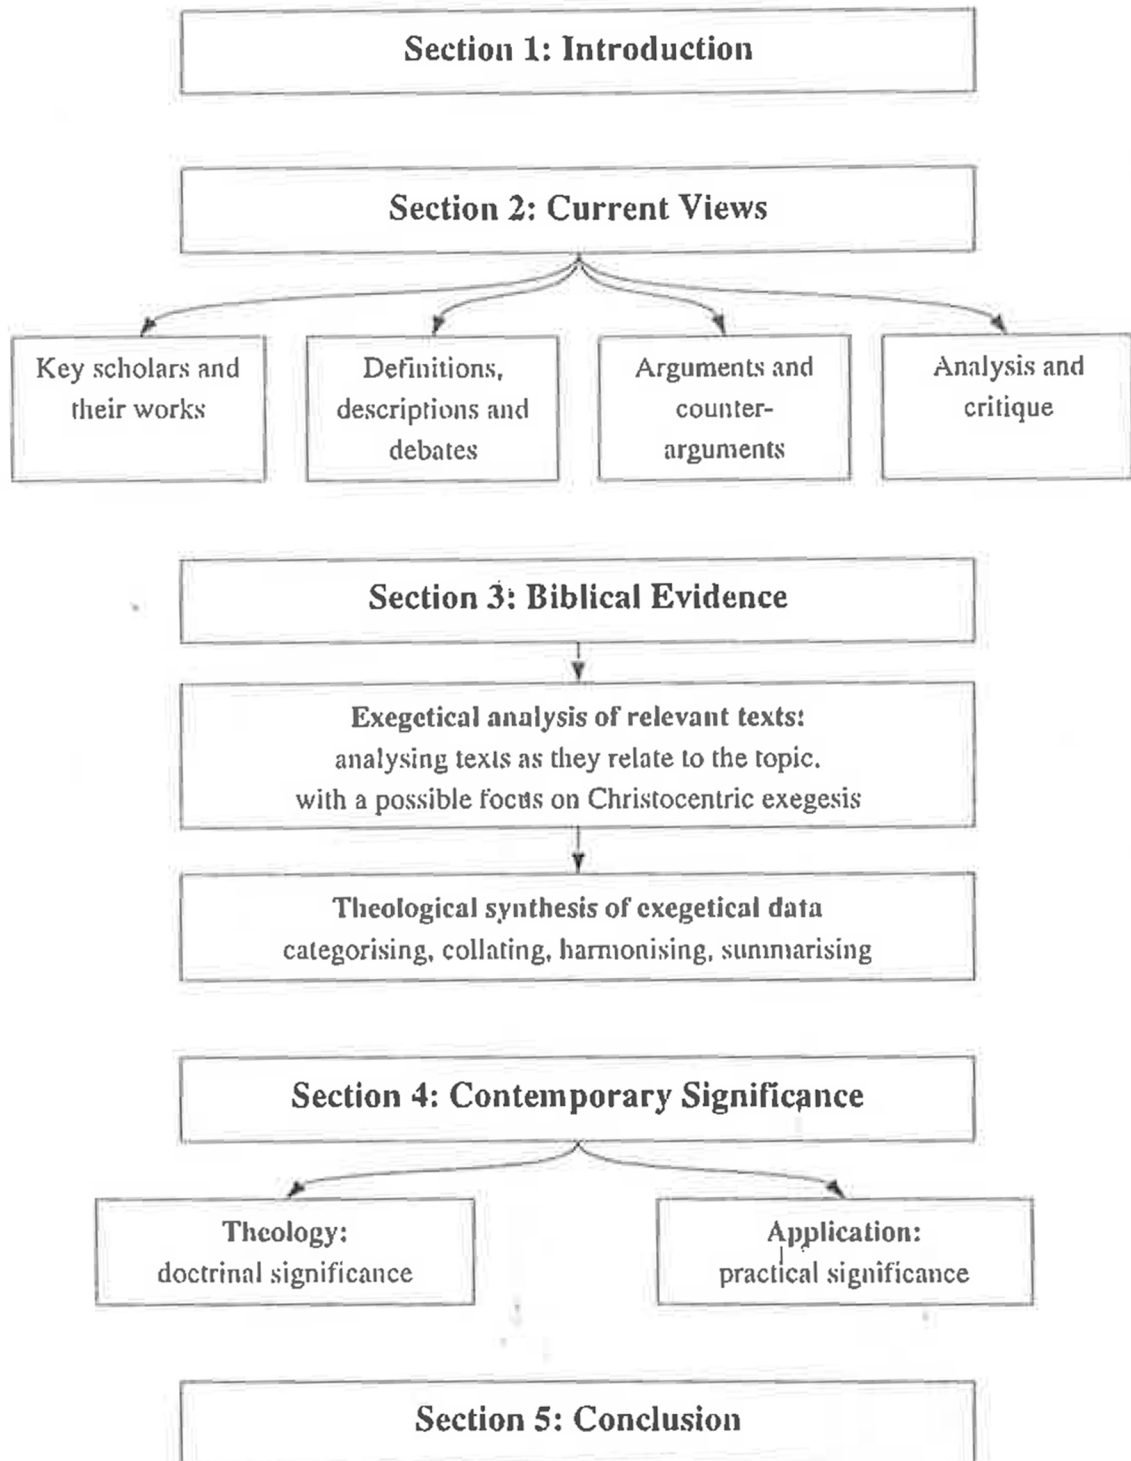 Section 1: Introduction
Section 2: Current Views
Key scholars and
their works
Definitions,
descriptions and
debates
Arguments and
counter-
arguments
Analysis and
critique
Section 3: Biblical Evidence
Exegetical analysis of relevant texts:
analysing texts as they relate to the topic,
with a possible focus on Christocentric exegesis
Theological synthesis of exegetical data
categorising, collating, harmonising, summarising
Section 4: Contemporary Significance
Theology:
doctrinal significance
Application:
practical significance
Section 5: Conclusion